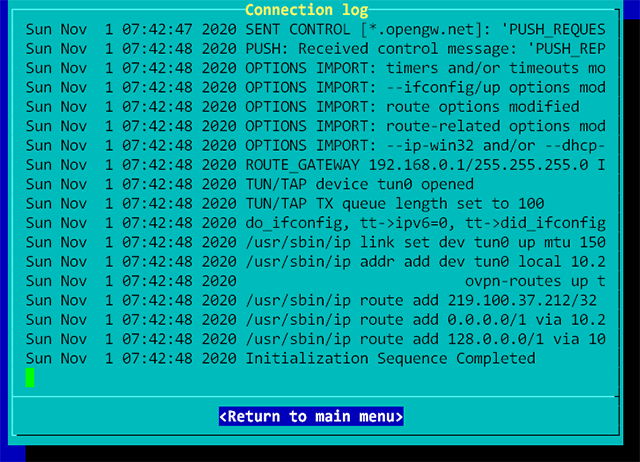 Connection log
Sun Nov  1 07:42:47 2020 SENT CONTROL [*.opengw.net]: 'PUSH_REQUES
Sun Nov  1 07:42:48 2020 PUSH: Received control message: 'PUSH_REP
Sun Nov  1 07:42:48 2020 OPTIONS IMPORT: timers and/or timeouts mo
Sun Nov  1 07:42:48 2020 OPTIONS IMPORT: --ifconfig/up options mod
Sun Nov  1 07:42:48 2020 OPTIONS IMPORT: route options modified
Sun Nov  1 07:42:48 2020 OPTIONS IMPORT: route-related options mod
Sun Nov  1 07:42:48 2020 OPTIONS IMPORT: --ip-win32 and/or --dhcp-
Sun Nov  1 07:42:48 2020 ROUTE_GATEWAY 192.168.0.1/255.255.255.0 I
Sun Nov  1 07:42:48 2020 TUN/TAP device tun0 opened
Sun Nov  1 07:42:48 2020 TUN/TAP TX queue length set to 100
Sun Nov  1 07:42:48 2020 do_ifconfig, tt->ipv6=0, tt->did_ifconfig
Sun Nov  1 07:42:48 2020 /usr/sbin/ip link set dev tun0 up mtu 150
Sun Nov  1 07:42:48 2020 /usr/sbin/ip addr add dev tun0 local 10.2
Sun Nov  1 07:42:48 2020                         ovpn-routes up t
Sun Nov  1 07:42:48 2020 /usr/sbin/ip route add 219.100.37.212/32
Sun Nov  1 07:42:48 2020 /usr/sbin/ip route add 0.0.0.0/1 via 10.2
Sun Nov  1 07:42:48 2020 /usr/sbin/ip route add 128.0.0.0/1 via 10
Sun Nov  1 07:42:48 2020 Initialization Sequence Completed
<Return to main menu>